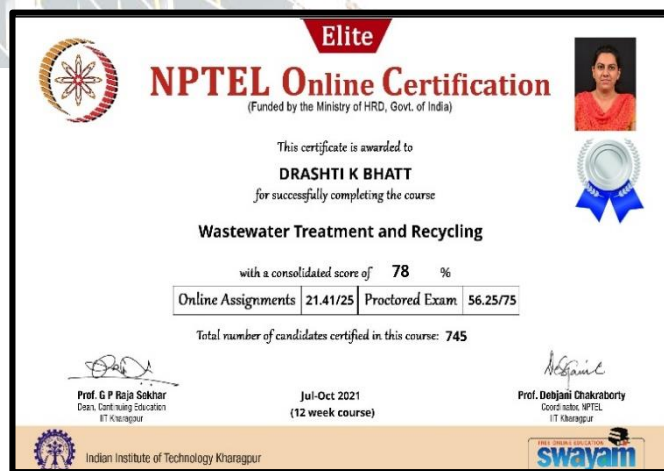 Elite
NPTEL Online Certification
(Funded by the Ministry of HRD, Govt. of India)
This certificate is awarded to
DRASHTI K BHATT
for successfully completing the course
Wastewater Treatment and Recycling
with a consolidated score of 78 %
Online Assignments 21.41/25 Proctored Exam 56.25/75
Total number of candidates certified in this course: 745
Prof. G P Raja Sekhar
Dean, Continuing Education
IIT Kharagpur
Jul-Oct 2021
(12 week course)
Prof. Debjani Chakraborty
Coordinator, NPTEL
IIT Kharagpur
Indian Institute of Technology Kharagpur
FREE ONLINE EDUCATION
swayam